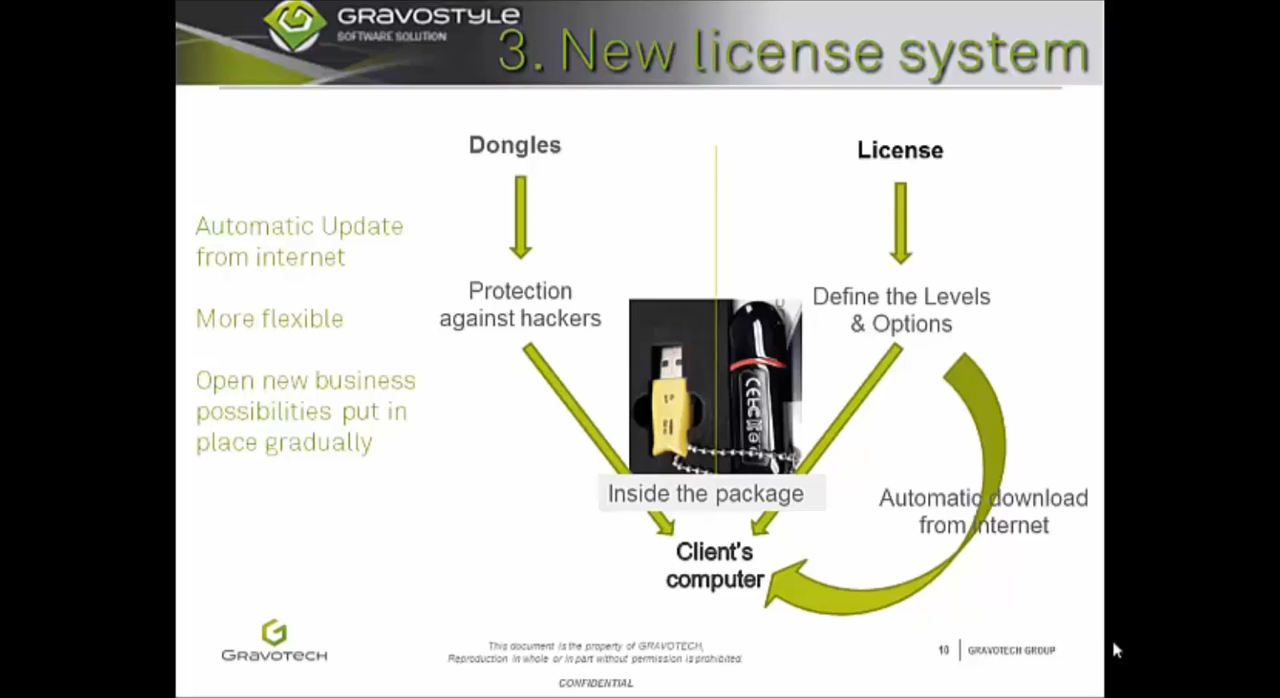 GRAVOSTYLE
SOFTWARE SOLUTION
3. New license system
Dongles
License
Automatic Update
from internet
More flexible
Open new business
possibilities put in
place gradually
Protection
against hackers
Define the Levels
& Options
Inside the package
Automatic download
from internet
Client's
computer
GRAVOTECH
This document is the property of GRAVOTECH,
Reproduction in whole or in part without permission is prohibited.
CONFIDENTIAL
10
GRAVOTECH GROUP